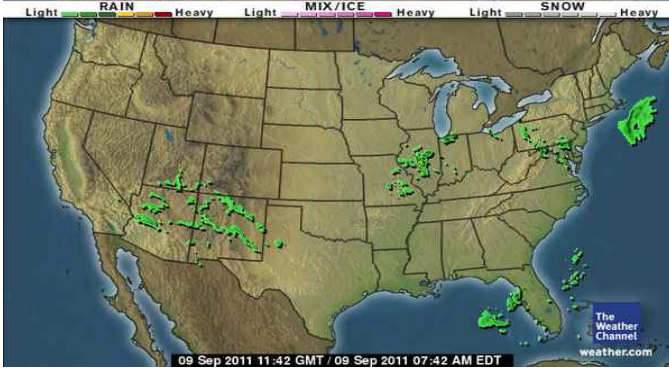 RAIN
Light Heavy
MIX/ICE
Light Heavy
SNOW
Light Heavy
The
Weather
Channel
weather.com
09 Sep 2011 11:42 GMT / 09 Sep 2011 07:42 AM EDT